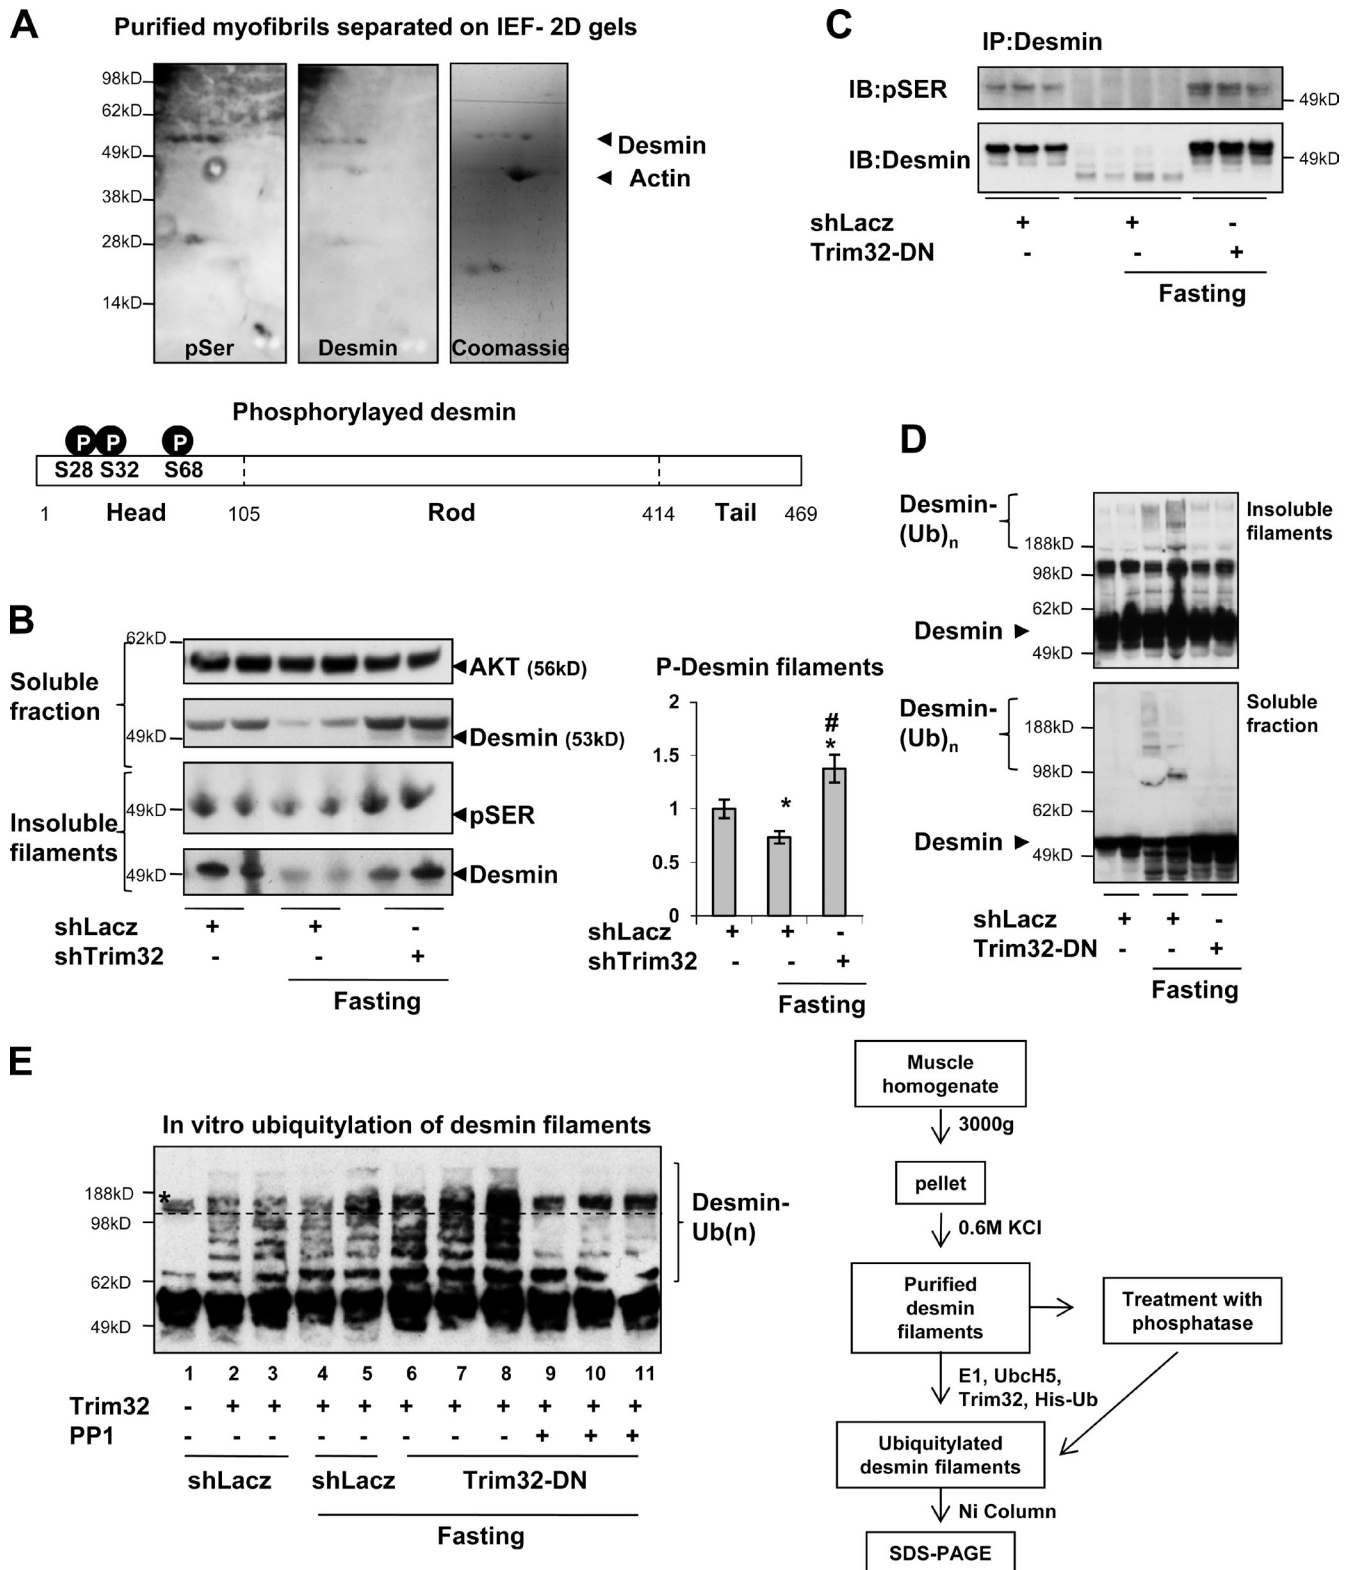 A
Purified myofibrils separated on IEF- 2D gels
98kD
62kD
49kD
38kD
28kD
14kD
pSer
Desmin
Coomassie
Desmin
Actin
Phosphorylayed desmin
P P P
S28 S32 S68
1 Head 105 Rod 414 Tail 469
B
Soluble
fraction
Insoluble
filaments
62kD
49kD
49kD
49kD
AKT (56kD)
Desmin (53kD)
pSER
Desmin
shLacz + + -
shTrim32 - - +
Fasting
P-Desmin filaments
2
1.5
1
0.5
0
*
#
*
shLacz + + -
shTrim32 - - +
Fasting
C
IP:Desmin
IB:pSER
49kD
IB:Desmin
49kD
shLacz + + -
Trim32-DN - - +
Fasting
D
Desmin-
(Ub)n
188kD
98kD
62kD
Desmin
49kD
Insoluble
filaments
Desmin-
(Ub)n
188kD
98kD
62kD
Desmin
49kD
Soluble
fraction
shLacz + + -
Trim32-DN - - +
Fasting
E
In vitro ubiquitylation of desmin filaments
188kD
*
98kD
62kD
49kD
Desmin-
Ub(n)
1 2 3 4 5 6 7 8 9 10 11
Trim32 - + + + + + + + + + +
PP1 - - - - - - - - + + +
shLacz shLacz Trim32-DN
Fasting
Muscle
homogenate
3000g
pellet
0.6M KCl
Purified
desmin
filaments
Treatment with
phosphatase
E1, UbcH5,
Trim32, His-Ub
Ubiquitylated
desmin filaments
Ni Column
SDS-PAGE